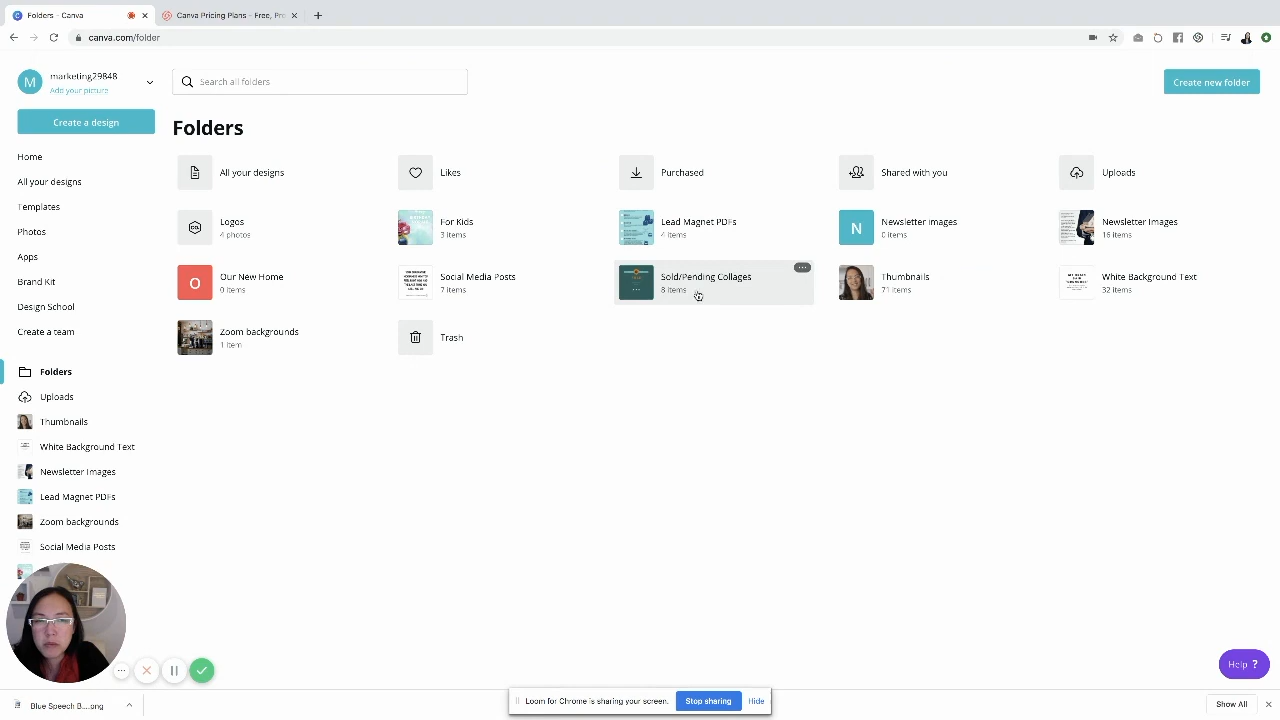 Folders - Canva
Canva Pricing Plans - Free, Pr
canva.com/folder
M
marketing29848
Add your picture
Search all folders
Create new folder
Create a design
Folders
Home
All your designs
Templates
Photos
Apps
Brand Kit
Design School
Create a team
Folders
Uploads
Thumbnails
White Background Text
Newsletter Images
Lead Magnet PDFs
Zoom backgrounds
Social Media Posts
All your designs
Likes
Purchased
Shared with you
Uploads
Logos
4 photos
For Kids
3 items
Lead Magnet PDFs
4 items
N
Newsletter images
0 items
Newsletter Images
16 items
O
Our New Home
0 items
Social Media Posts
7 items
Sold/Pending Collages
8 items
Thumbnails
71 items
White Background Text
32 items
Zoom backgrounds
1 item
Trash
Help ?
Blue Speech B....png
Loom for Chrome is sharing your screen.
Stop sharing
Hide
Show All